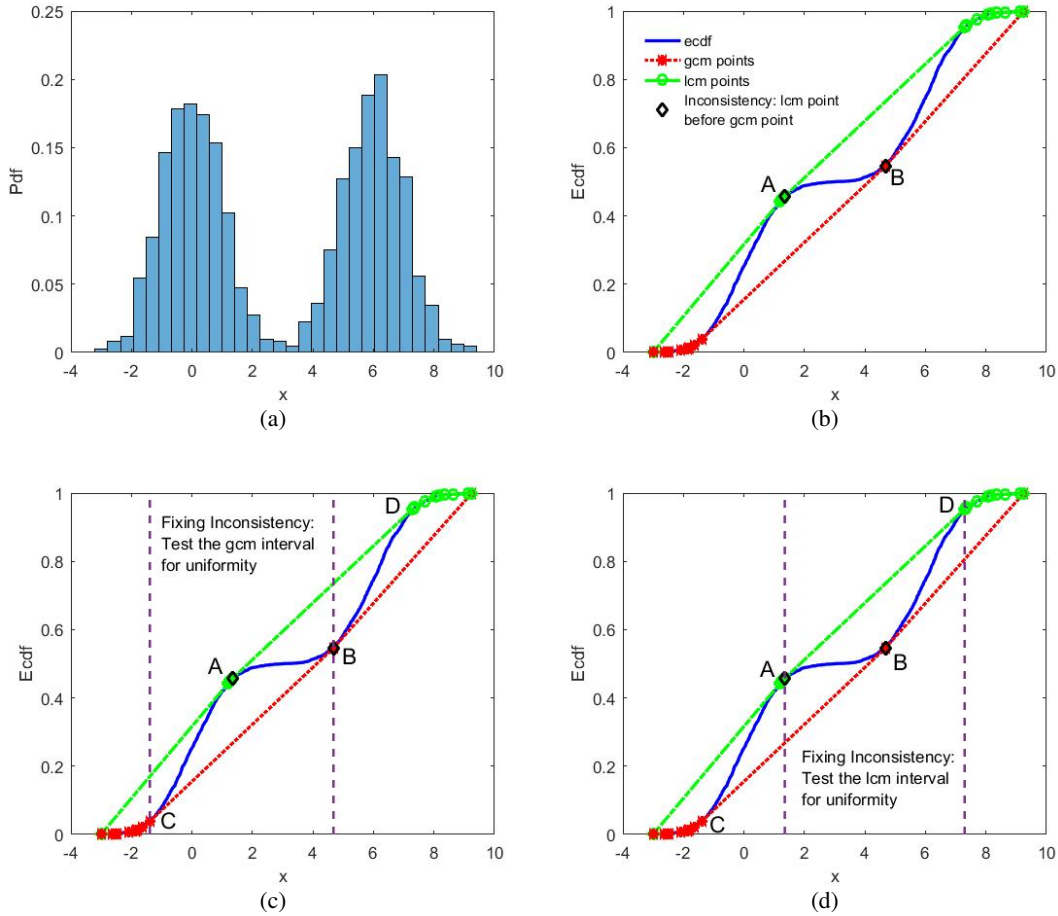 0.25
0.2
0.15
0.1
0.05
0
Pdf
-4 -2 0 2 4 6 8 10
x
(a)
1
0.8
0.6
0.4
0.2
0
Ecdf
ecdf
gcm points
lcm points
Inconsistency: lcm point
before gcm point
A
B
-4 -2 0 2 4 6 8 10
x
(b)
1
0.8
0.6
0.4
0.2
0
Ecdf
D
Fixing Inconsistency:
Test the gcm interval
for uniformity
A
B
C
-4 -2 0 2 4 6 8 10
x
(c)
1
0.8
0.6
0.4
0.2
0
Ecdf
D
A
B
Fixing Inconsistency:
Test the lcm interval
for uniformity
C
-4 -2 0 2 4 6 8 10
x
(d)